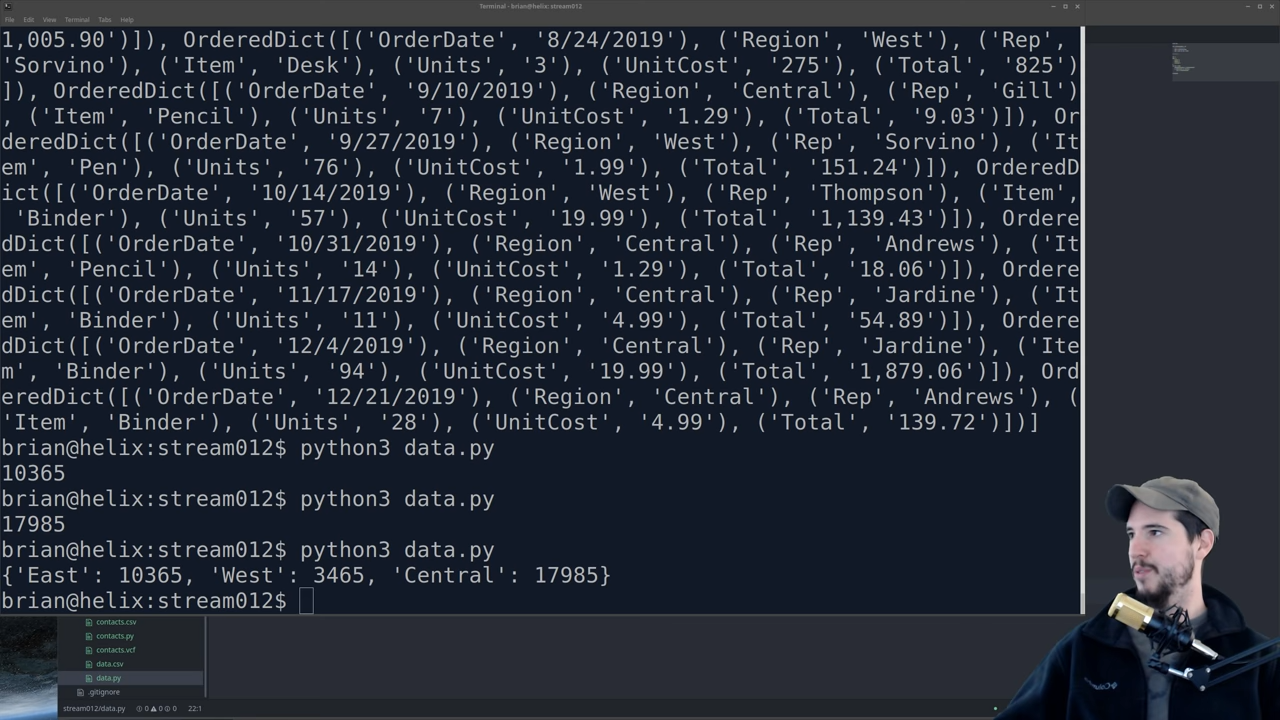 Terminal - brian@helix: stream012
File Edit View Terminal Tabs Help
1,005.90')]), OrderedDict([('OrderDate', '8/24/2019'), ('Region', 'West'), ('Rep',
'Sorvino'), ('Item', 'Desk'), ('Units', '3'), ('UnitCost', '275'), ('Total', '825')
]), OrderedDict([('OrderDate', '9/10/2019'), ('Region', 'Central'), ('Rep', 'Gill')
, ('Item', 'Pencil'), ('Units', '7'), ('UnitCost', '1.29'), ('Total', '9.03')]), Or
deredDict([('OrderDate', '9/27/2019'), ('Region', 'West'), ('Rep', 'Sorvino'), ('It
em', 'Pen'), ('Units', '76'), ('UnitCost', '1.99'), ('Total', '151.24')]), OrderedD
ict([('OrderDate', '10/14/2019'), ('Region', 'West'), ('Rep', 'Thompson'), ('Item',
'Binder'), ('Units', '57'), ('UnitCost', '19.99'), ('Total', '1,139.43')]), Ordere
dDict([('OrderDate', '10/31/2019'), ('Region', 'Central'), ('Rep', 'Andrews'), ('It
em', 'Pencil'), ('Units', '14'), ('UnitCost', '1.29'), ('Total', '18.06')]), Ordere
dDict([('OrderDate', '11/17/2019'), ('Region', 'Central'), ('Rep', 'Jardine'), ('It
em', 'Binder'), ('Units', '11'), ('UnitCost', '4.99'), ('Total', '54.89')]), Ordere
dDict([('OrderDate', '12/4/2019'), ('Region', 'Central'), ('Rep', 'Jardine'), ('Ite
m', 'Binder'), ('Units', '94'), ('UnitCost', '19.99'), ('Total', '1,879.06')]), Ord
eredDict([('OrderDate', '12/21/2019'), ('Region', 'Central'), ('Rep', 'Andrews'), (
'Item', 'Binder'), ('Units', '28'), ('UnitCost', '4.99'), ('Total', '139.72')])]
brian@helix:stream012$ python3 data.py
10365
brian@helix:stream012$ python3 data.py
17985
brian@helix:stream012$ python3 data.py
{'East': 10365, 'West': 3465, 'Central': 17985}
brian@helix:stream012$
contacts.csv
contacts.py
contacts.vcf
data.csv
data.py
.gitignore
stream012/data.py 0 0 0 22:1